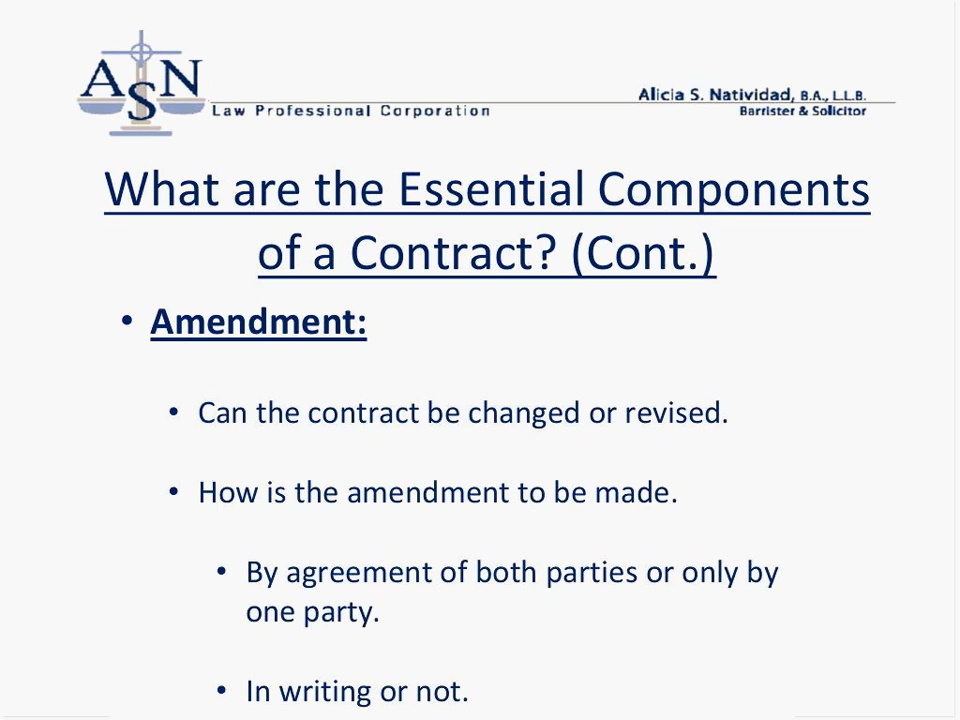 ASN
Law Professional Corporation
Alicia S. Natividad, B.A., L.L.B.
Barrister & Solicitor
What are the Essential Components
of a Contract? (Cont.)
• Amendment:
• Can the contract be changed or revised.
• How is the amendment to be made.
• By agreement of both parties or only by
one party.
• In writing or not.